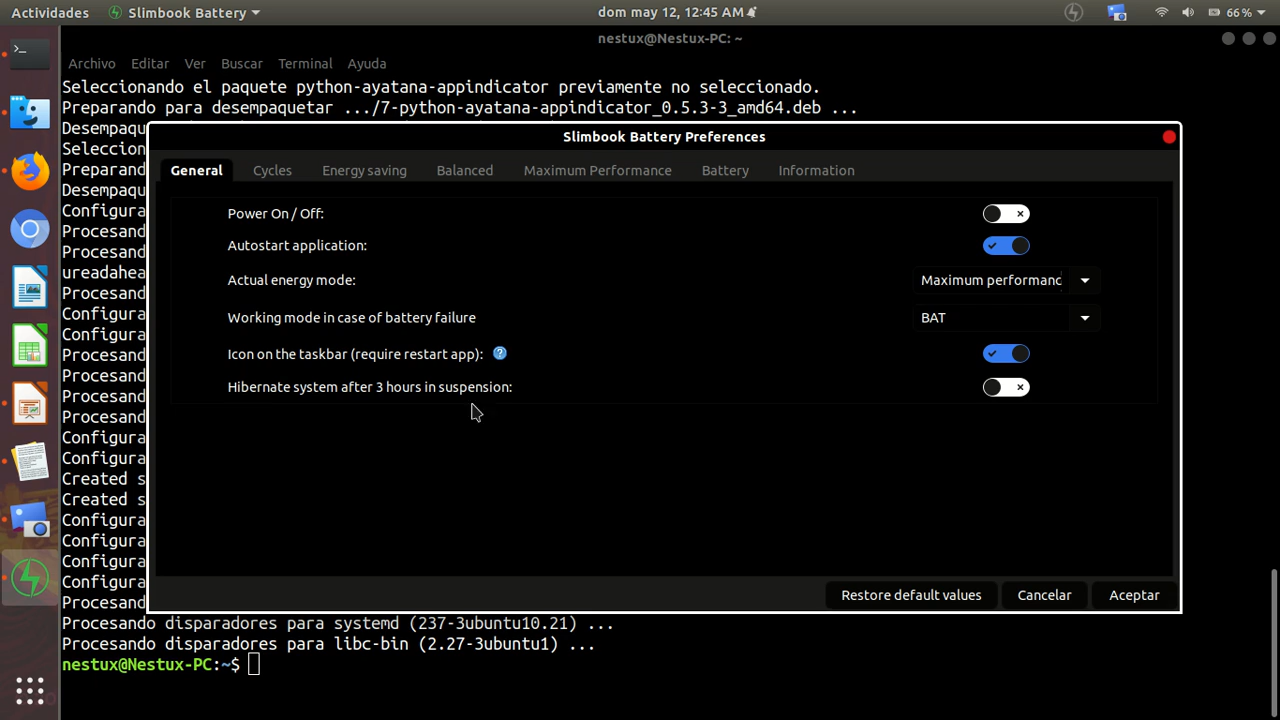 Actividades
Slimbook Battery
dom may 12, 12:45 AM
66 %
nestux@Nestux-PC: ~
Archivo Editar Ver Buscar Terminal Ayuda
Seleccionando el paquete python-ayatana-appindicator previamente no seleccionado.
Preparando para desempaquetar .../7-python-ayatana-appindicator_0.5.3-3_amd64.deb ...
Desempaqu
Seleccion
Preparand
Desempaqu
Configura
Procesand
Procesand
ureadahea
Procesand
Configura
Configura
Procesand
Procesand
Procesand
Procesand
Configura
Configura
Created s
Created s
Configura
Configura
Configura
Configura
Procesand
Slimbook Battery Preferences
General Cycles Energy saving Balanced Maximum Performance Battery Information
Power On / Off:
Autostart application:
Actual energy mode: Maximum performanc
Working mode in case of battery failure BAT
Icon on the taskbar (require restart app): ?
Hibernate system after 3 hours in suspension:
Restore default values Cancelar Aceptar
Procesando disparadores para systemd (237-3ubuntu10.21) ...
Procesando disparadores para libc-bin (2.27-3ubuntu1) ...
nestux@Nestux-PC:~$